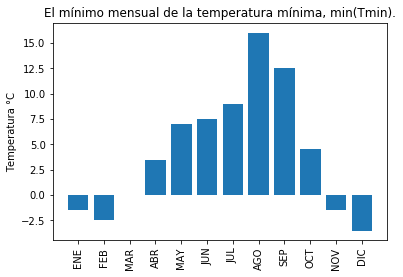 El mínimo mensual de la temperatura mínima, min(Tmin).
Temperatura °C
15.0
12.5
10.0
7.5
5.0
2.5
0.0
−2.5
ENE FEB MAR ABR MAY JUN JUL AGO SEP OCT NOV DIC